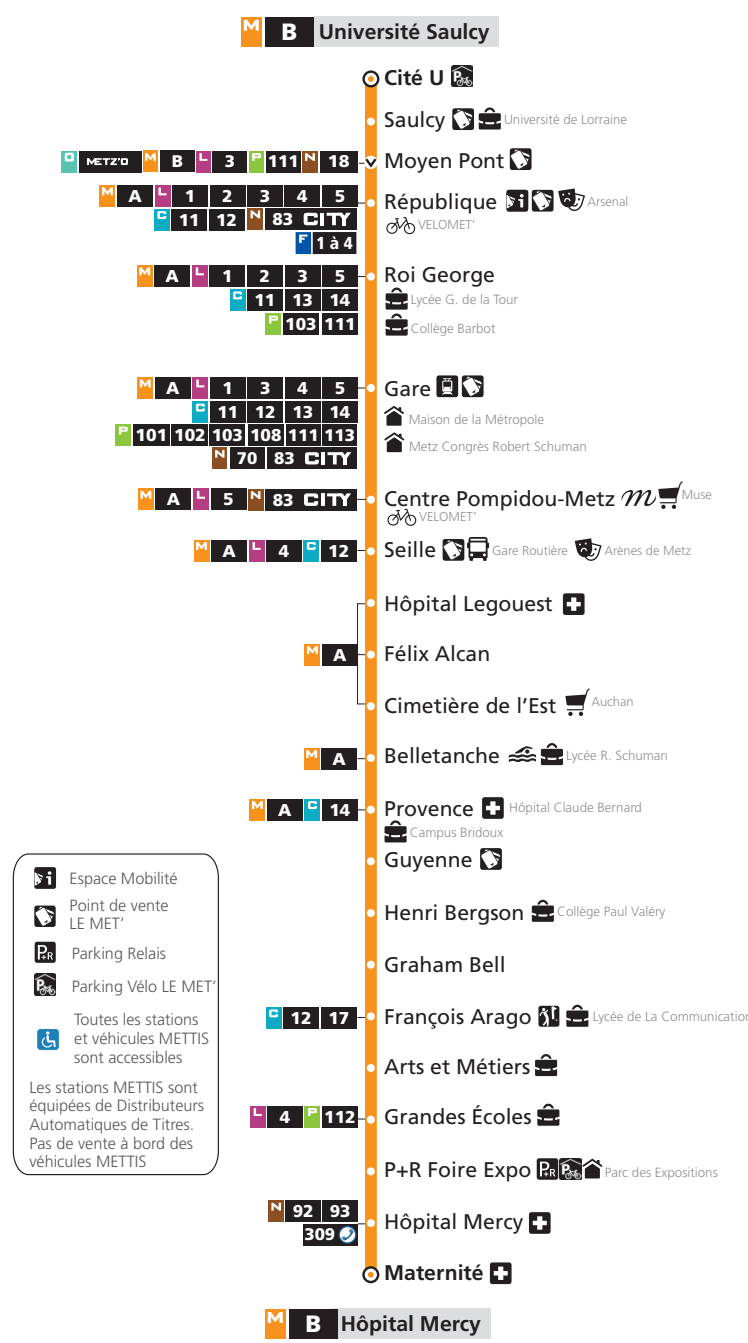 M B Université Saulcy
Cité U P
Saulcy Université de Lorraine
O METZ'O M B L 3 P 111 N 18 Moyen Pont
M A L 1 2 3 4 5 République i Arsenal
C 11 12 N 83 CITY VELOMET'
F 1 à 4
M A L 1 2 3 5 Roi George
C 11 13 14 Lycée G. de la Tour
P 103 111 Collège Barbot
M A L 1 3 4 5 Gare
C 11 12 13 14 Maison de la Métropole
P 101 102 103 108 111 113 Metz Congrès Robert Schuman
N 70 83 CITY
M A L 5 N 83 CITY Centre Pompidou-Metz m Muse
VELOMET'
M A L 4 C 12 Seille Gare Routière Arènes de Metz
Hôpital Legouest
M A Félix Alcan
Cimetière de l'Est Auchan
M A Belletanche Lycée R. Schuman
M A C 14 Provence Hôpital Claude Bernard
Campus Bridoux
Guyenne
Henri Bergson Collège Paul Valéry
Graham Bell
C 12 17 François Arago Lycée de La Communication
Arts et Métiers
L 4 P 112 Grandes Écoles
P+R Foire Expo P+R P Parc des Expositions
N 92 93 Hôpital Mercy
309
Maternité
M B Hôpital Mercy
i Espace Mobilité
Point de vente
LE MET'
P+R Parking Relais
P Parking Vélo LE MET'
Toutes les stations
et véhicules METTIS
sont accessibles
Les stations METTIS sont
équipées de Distributeurs
Automatiques de Titres.
Pas de vente à bord des
véhicules METTIS